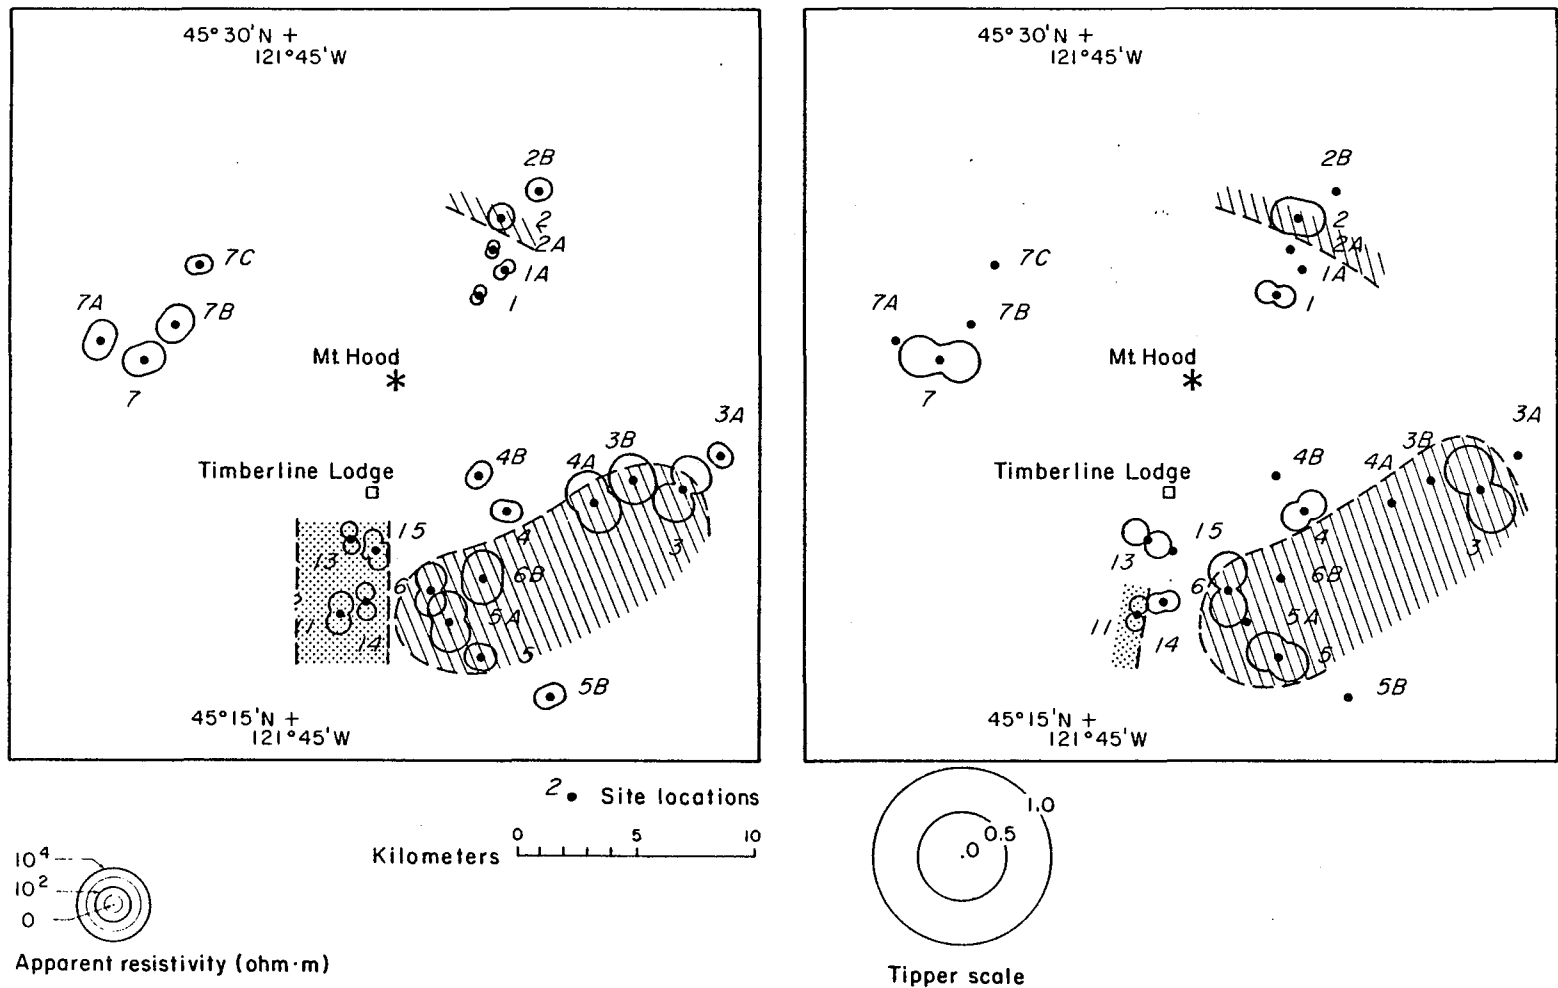 45°30'N +
121°45'W
2B
2
2A
1A
1
7C
7A
7B
7
Mt Hood
3A
3B
4A
4B
Timberline Lodge
15
13
4
3
6
6B
11
14
5A
5
5B
45°15'N +
121°45'W
45°30'N +
121°45'W
2B
2
2A
1A
1
7C
7A
7B
7
Mt Hood
3A
3B
4A
4B
Timberline Lodge
15
13
4
3
6
6B
11
14
5A
5
5B
45°15'N +
121°45'W
2 Site locations
0 5 10
Kilometers
10⁴
10²
0
Apparent resistivity (ohm·m)
1.0
0.5
.0
Tipper scale